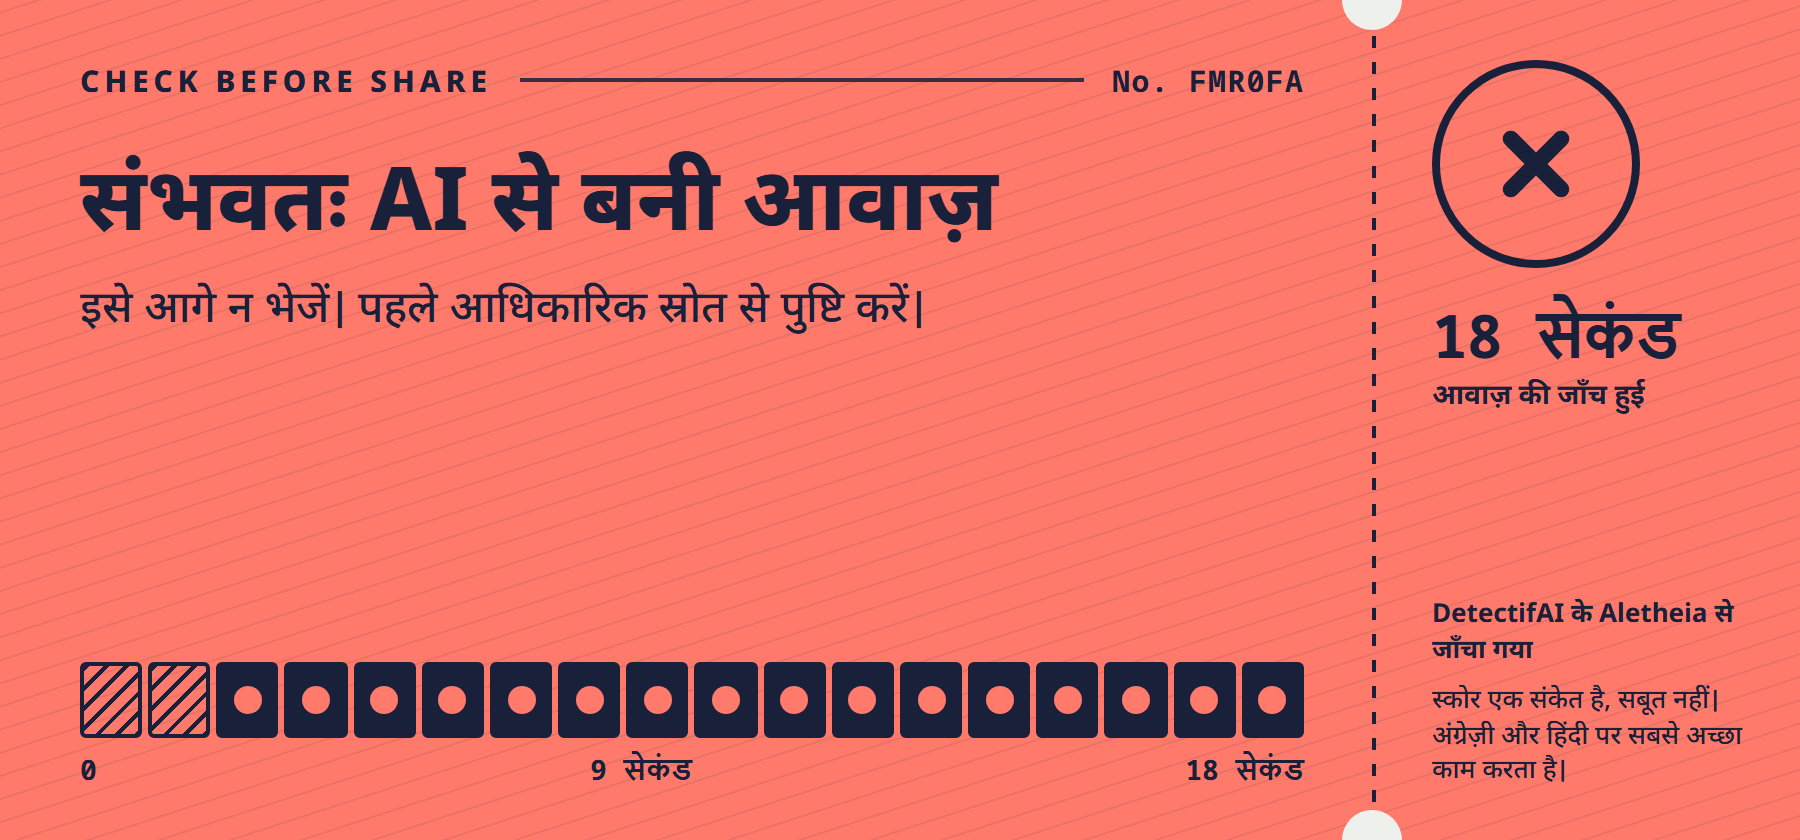 CHECK BEFORE SHARE
No. FMR0FA
संभवतः AI से बनी आवाज़
इसे आगे न भेजें| पहले आधिकारिक स्रोत से पुष्टि करें|
18 सेकंड
आवाज़ की जाँच हुई
0
9 सेकंड
18 सेकंड
DetectifAI के Aletheia से
जाँचा गया
स्कोर एक संकेत है, सबूत नहीं|
अंग्रेज़ी और हिंदी पर सबसे अच्छा
काम करता है|